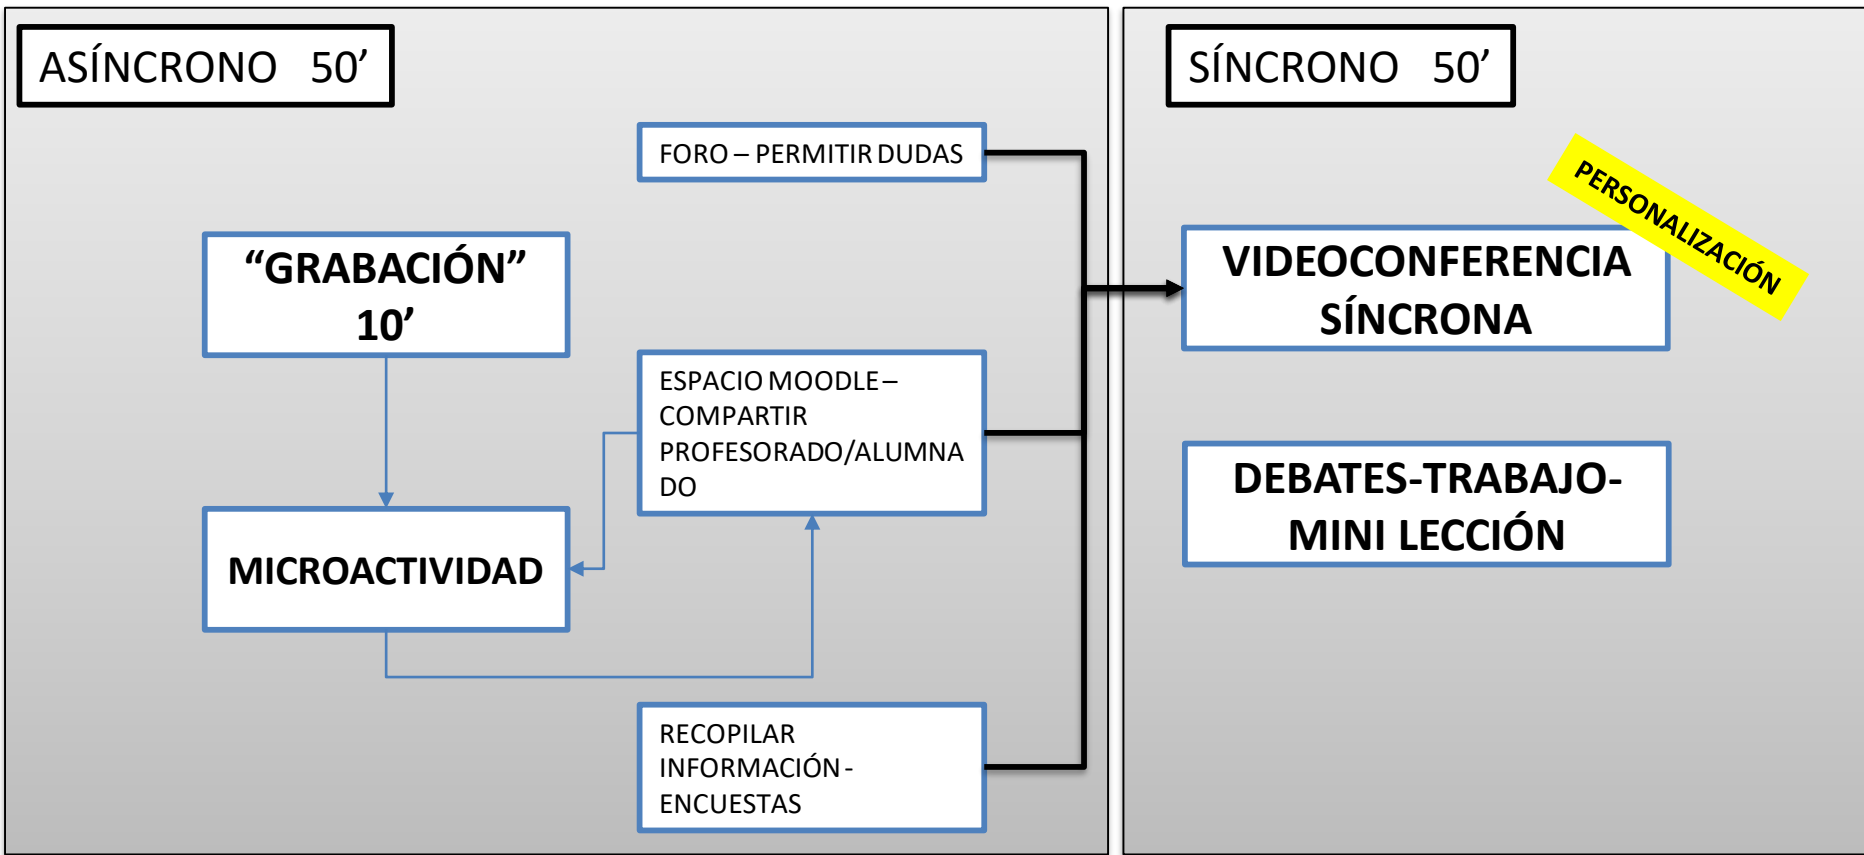 ASÍNCRONO 50’
FORO – PERMITIR DUDAS
“GRABACIÓN”
10’
ESPACIO MOODLE –
COMPARTIR
PROFESORADO/ALUMNA
DO
MICROACTIVIDAD
RECOPILAR
INFORMACIÓN -
ENCUESTAS
SÍNCRONO 50’
PERSONALIZACIÓN
VIDEOCONFERENCIA
SÍNCRONA
DEBATES-TRABAJO-
MINI LECCIÓN